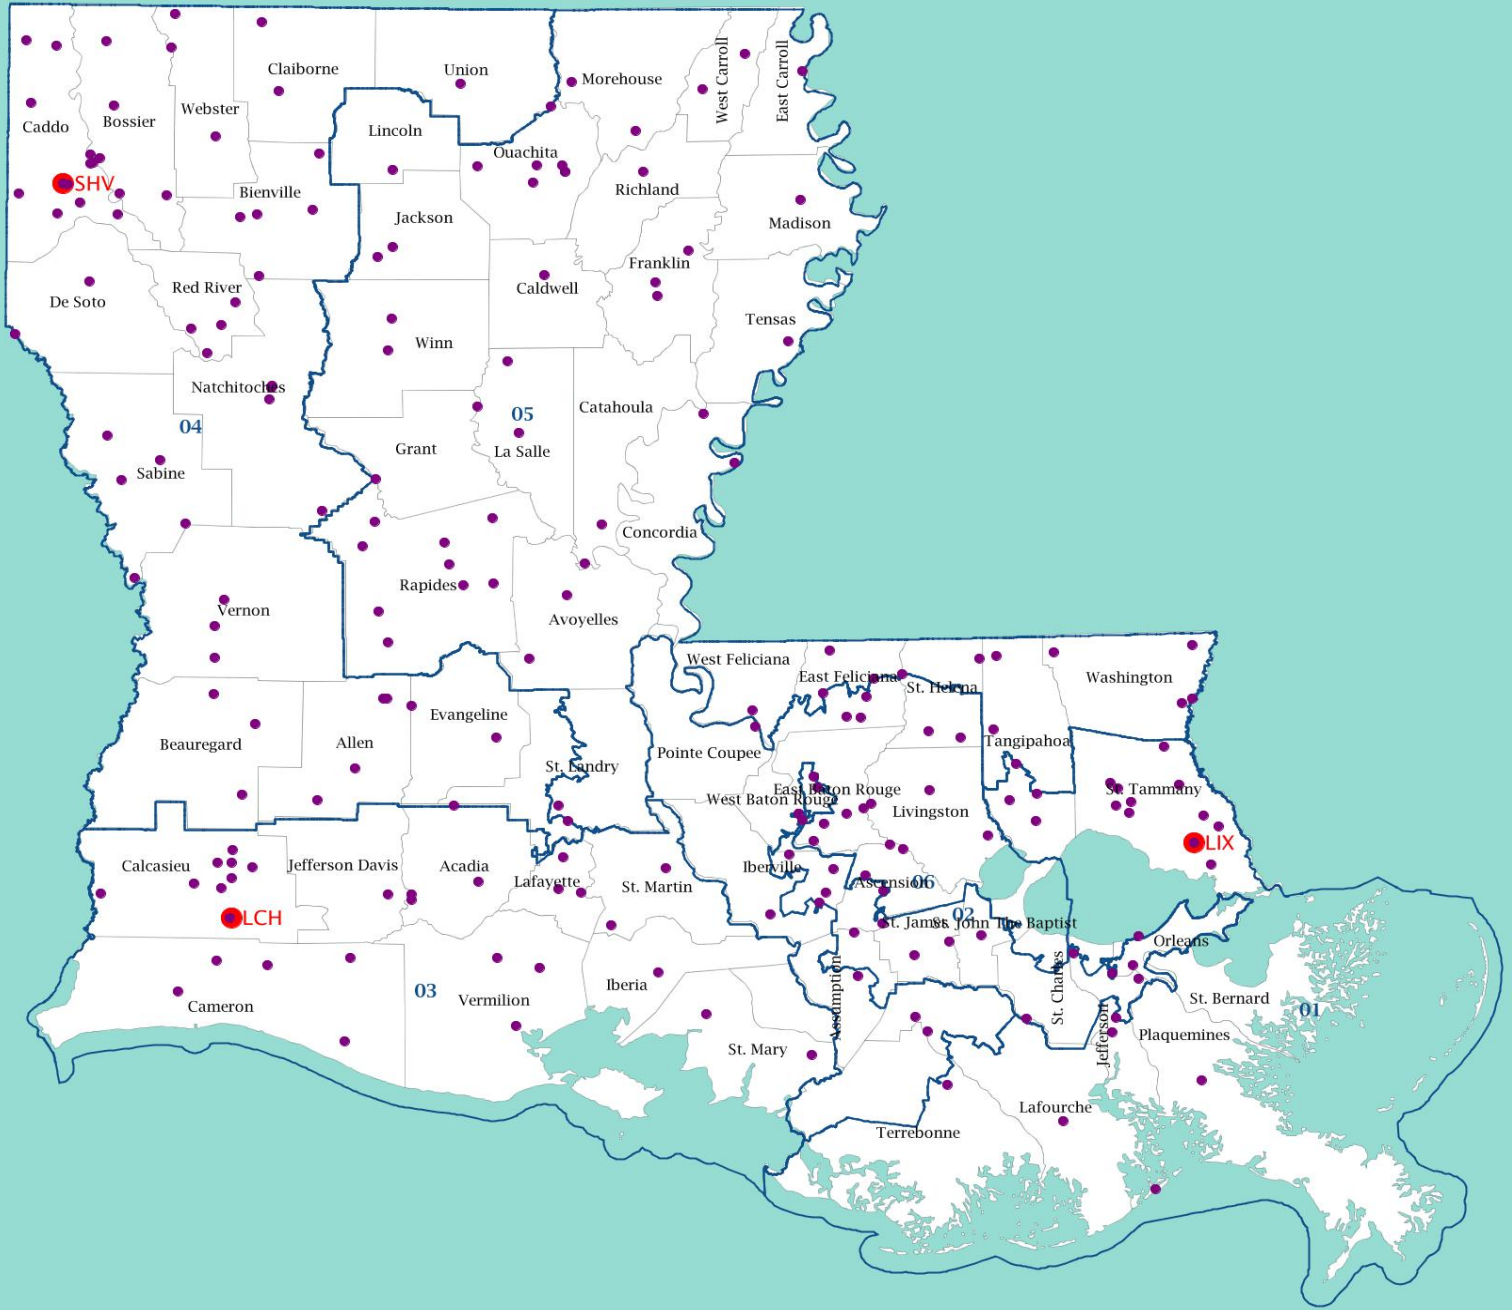 Claiborne
Union
Morehouse
West Carroll
East Carroll
Webster
Bossier
Caddo
Lincoln
Ouachita
SHV
Bienville
Richland
Jackson
Madison
Franklin
Red River
Caldwell
De Soto
Tensas
Winn
Natchitoches
Catahoula
05
04
Grant
La Salle
Sabine
Concordia
Rapides
Vernon
Avoyelles
West Feliciana
East Feliciana
St. Helena
Washington
Evangeline
Beauregard
Allen
Tangipahoa
Pointe Coupee
St. Landry
East Baton Rouge
St. Tammany
West Baton Rouge
Livingston
LIX
Calcasieu
Jefferson Davis
Acadia
Iberville
Lafayette
St. Martin
Ascension
06
LCH
02
St. James
St. John The Baptist
Orleans
Iberia
St. Charles
Assumption
03
Vermilion
St. Bernard
Cameron
01
Jefferson
Plaquemines
St. Mary
Lafourche
Terrebonne